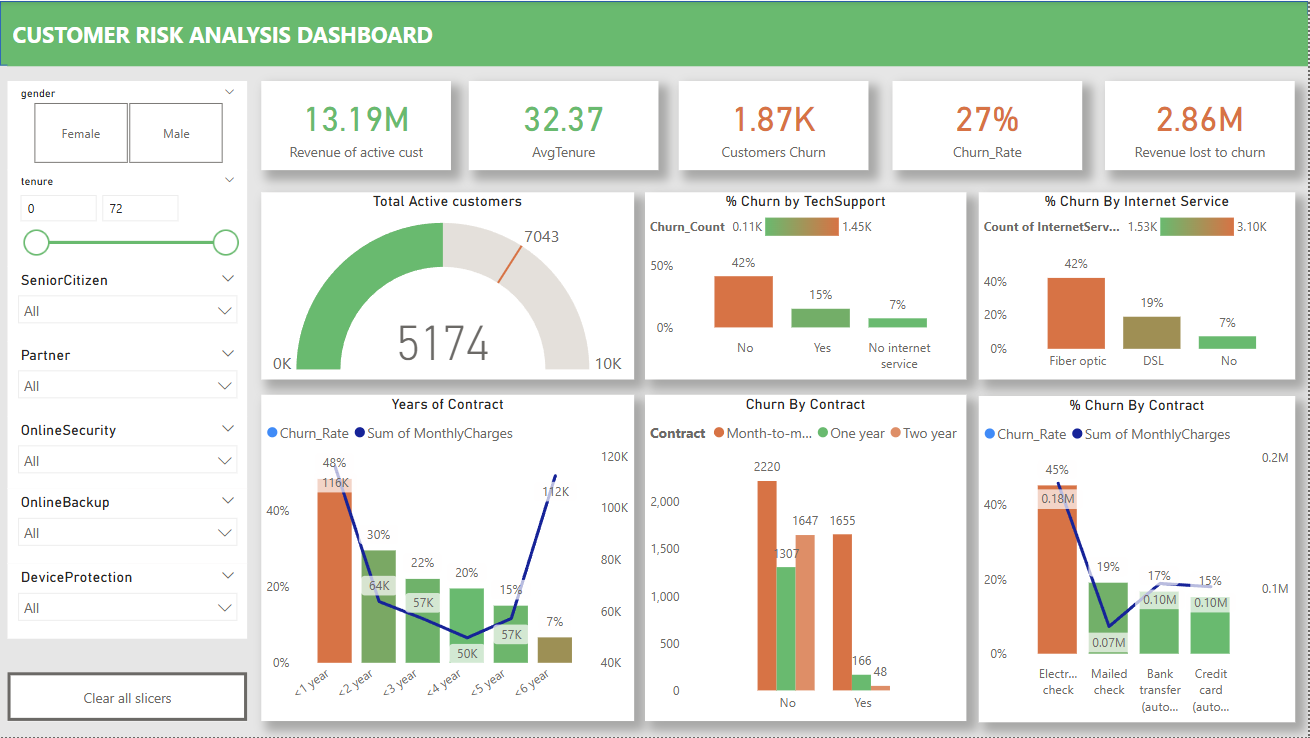 CUSTOMER RISK ANALYSIS DASHBOARD
gender
Female Male
tenure
0 72
SeniorCitizen
All
Partner
All
OnlineSecurity
All
OnlineBackup
All
DeviceProtection
All
Clear all slicers
13.19M
Revenue of active cust
32.37
AvgTenure
1.87K
Customers Churn
27%
Churn_Rate
2.86M
Revenue lost to churn
Total Active customers
7043
5174
0K 10K
% Churn by TechSupport
Churn_Count 0.11K 1.45K
50%
0%
42%
15%
7%
No Yes No internet
service
% Churn By Internet Service
Count of InternetServ... 1.53K 3.10K
40%
20%
0%
42%
19%
7%
Fiber optic DSL No
Years of Contract
Churn_Rate Sum of MonthlyCharges
40%
20%
0%
48%
116K
30%
64K
22%
57K
20%
50K
15%
57K
7%
112K
120K
100K
80K
60K
40K
<1 year <2 year <3 year <4 year <5 year <6 year
Churn By Contract
Contract Month-to-m... One year Two year
2,000
1,500
1,000
500
0
2220
1307
1647
1655
166
48
No Yes
% Churn By Contract
Churn_Rate Sum of MonthlyCharges
40%
20%
0%
45%
0.18M
19%
0.07M
17%
0.10M
15%
0.10M
0.2M
0.1M
Electr...
check
Mailed
check
Bank
transfer
(auto...
Credit
card
(auto...